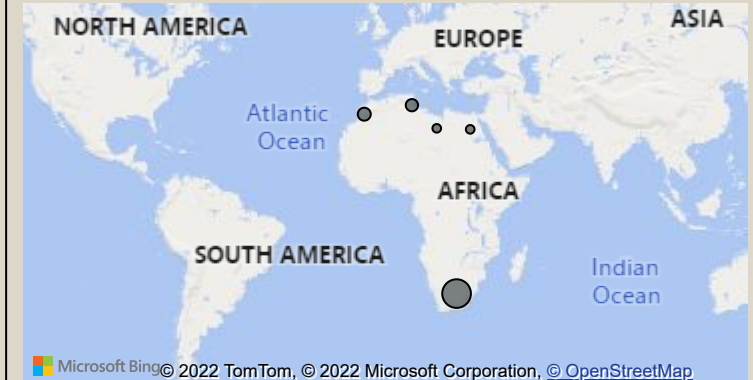 NORTH AMERICA
EUROPE
ASIA
Atlantic
Ocean
AFRICA
SOUTH AMERICA
Indian
Ocean
Microsoft Bing
© 2022 TomTom, © 2022 Microsoft Corporation, © OpenStreetMap